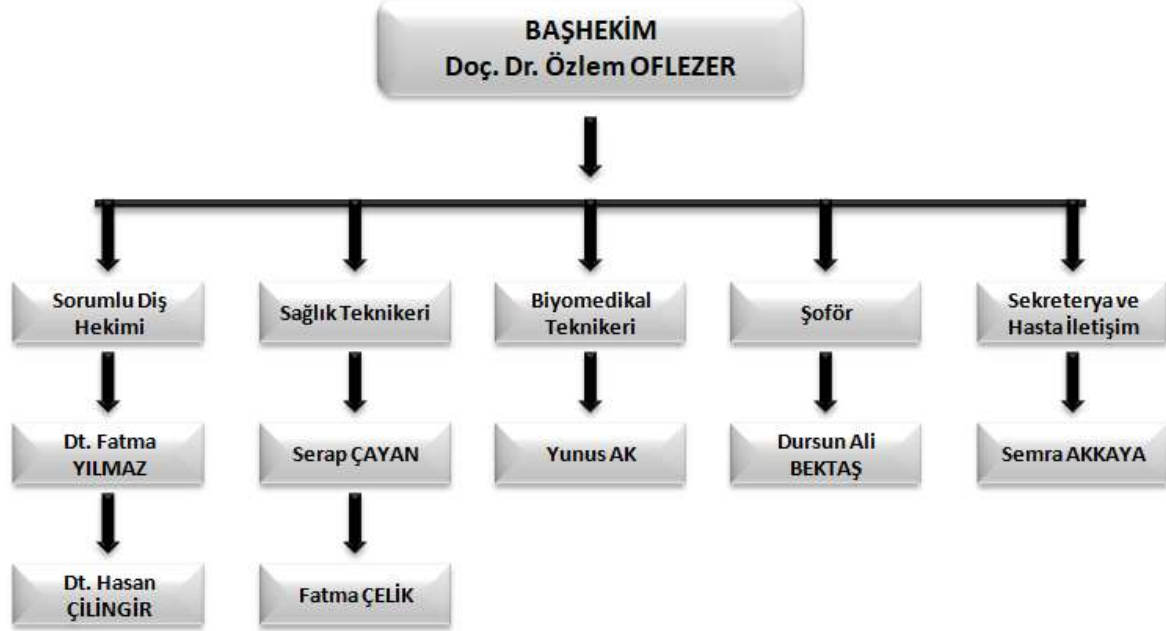 BAŞHEKİM
Doç. Dr. Özlem OFLEZER
Sorumlu Diş
Hekimi
Sağlık Teknikeri
Biyomedikal
Teknikeri
Şoför
Sekreterya ve
Hasta İletişim
Dt. Fatma
YILMAZ
Serap ÇAYAN
Yunus AK
Dursun Ali
BEKTAŞ
Semra AKKAYA
Dt. Hasan
ÇİLİNGİR
Fatma ÇELİK